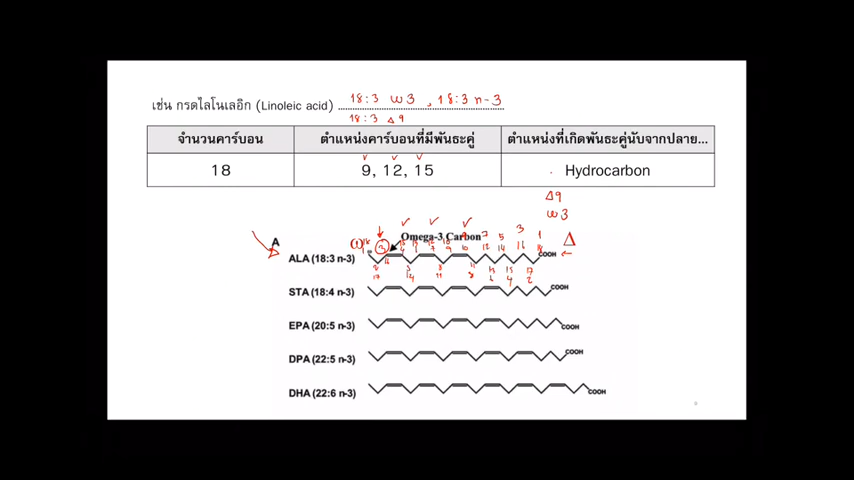 เช่น กรดไลโนเลอิก (Linoleic acid) 18:3 ω3 , 18:3 n-3
18:3 Δ9
จำนวนคาร์บอน ตำแหน่งคาร์บอนที่มีพันธะคู่ ตำแหน่งที่เกิดพันธะคู่นับจากปลาย...
18 9, 12, 15 Hydrocarbon
Δ9
ω3
A
ω 3 Omega-3 Carbon Δ
ALA (18:3 n-3) COOH
STA (18:4 n-3) COOH
EPA (20:5 n-3) COOH
DPA (22:5 n-3) COOH
DHA (22:6 n-3) COOH